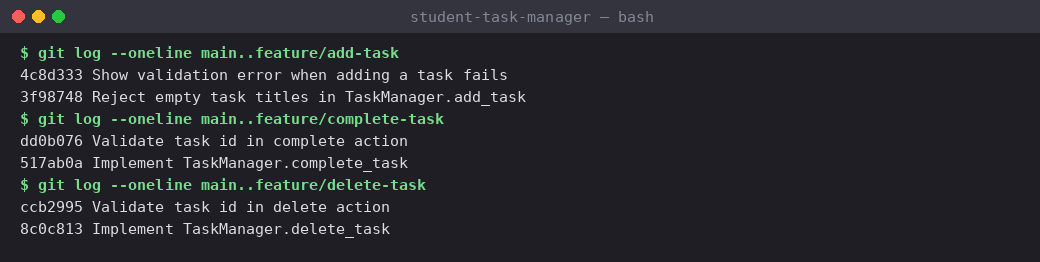 student-task-manager — bash
$ git log --oneline main..feature/add-task
4c8d333 Show validation error when adding a task fails
3f98748 Reject empty task titles in TaskManager.add_task
$ git log --oneline main..feature/complete-task
dd0b076 Validate task id in complete action
517ab0a Implement TaskManager.complete_task
$ git log --oneline main..feature/delete-task
ccb2995 Validate task id in delete action
8c0c813 Implement TaskManager.delete_task